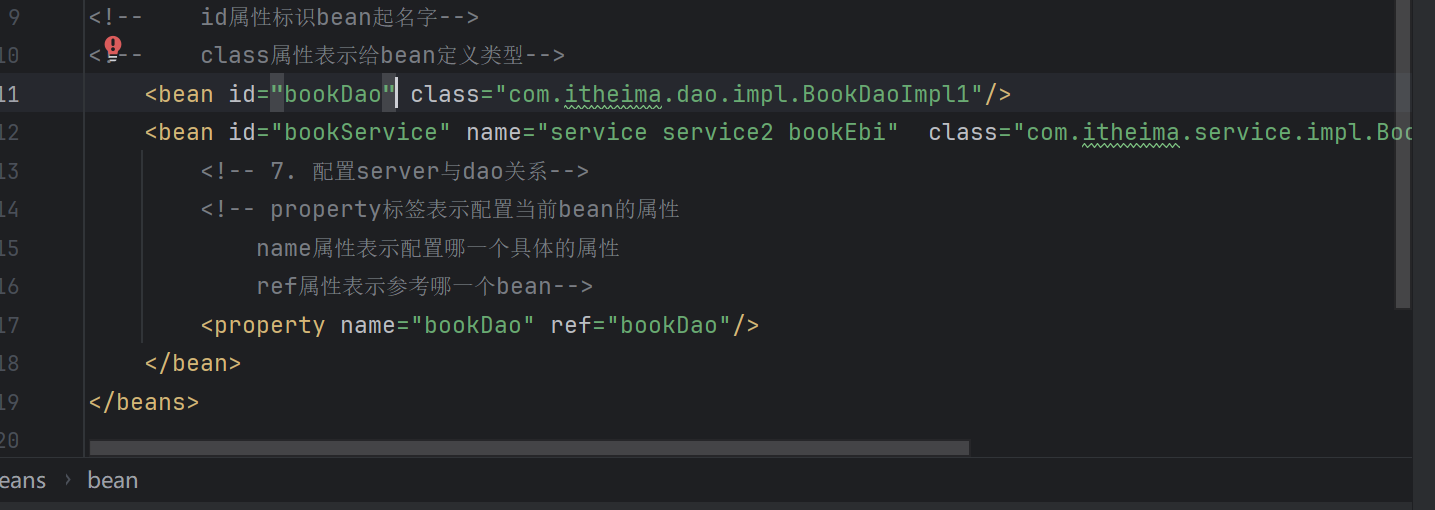 9 <!--    id属性标识bean起名字-->
10 <!--    class属性表示给bean定义类型-->
11     <bean id="bookDao" class="com.itheima.dao.impl.BookDaoImpl1"/>
12     <bean id="bookService" name="service service2 bookEbi"  class="com.itheima.service.impl.Boo
13         <!-- 7. 配置server与dao关系-->
14         <!-- property标签表示配置当前bean的属性
15             name属性表示配置哪一个具体的属性
16             ref属性表示参考哪一个bean-->
17         <property name="bookDao" ref="bookDao"/>
18     </bean>
19 </beans>
20
eans › bean